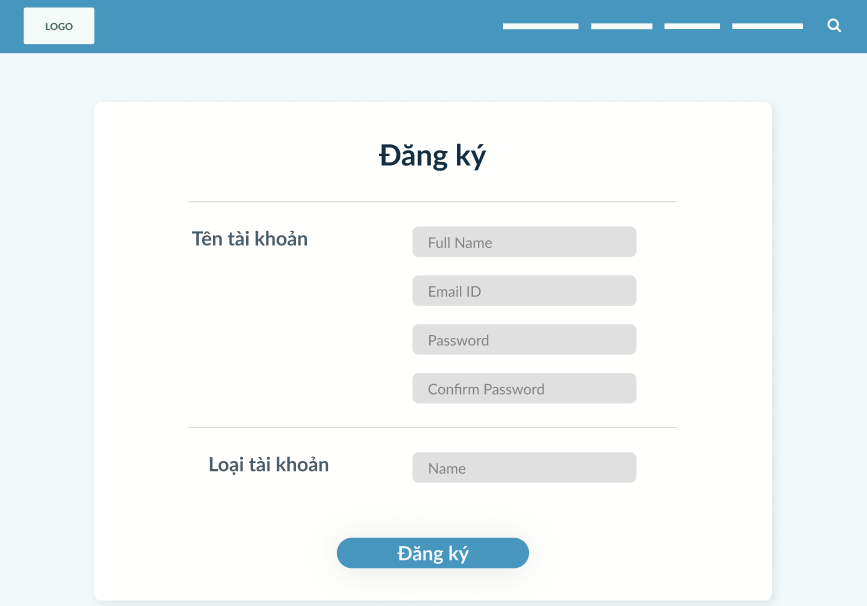 LOGO
Đăng ký
Tên tài khoản
Full Name
Email ID
Password
Confirm Password
Loại tài khoản
Name
Đăng ký